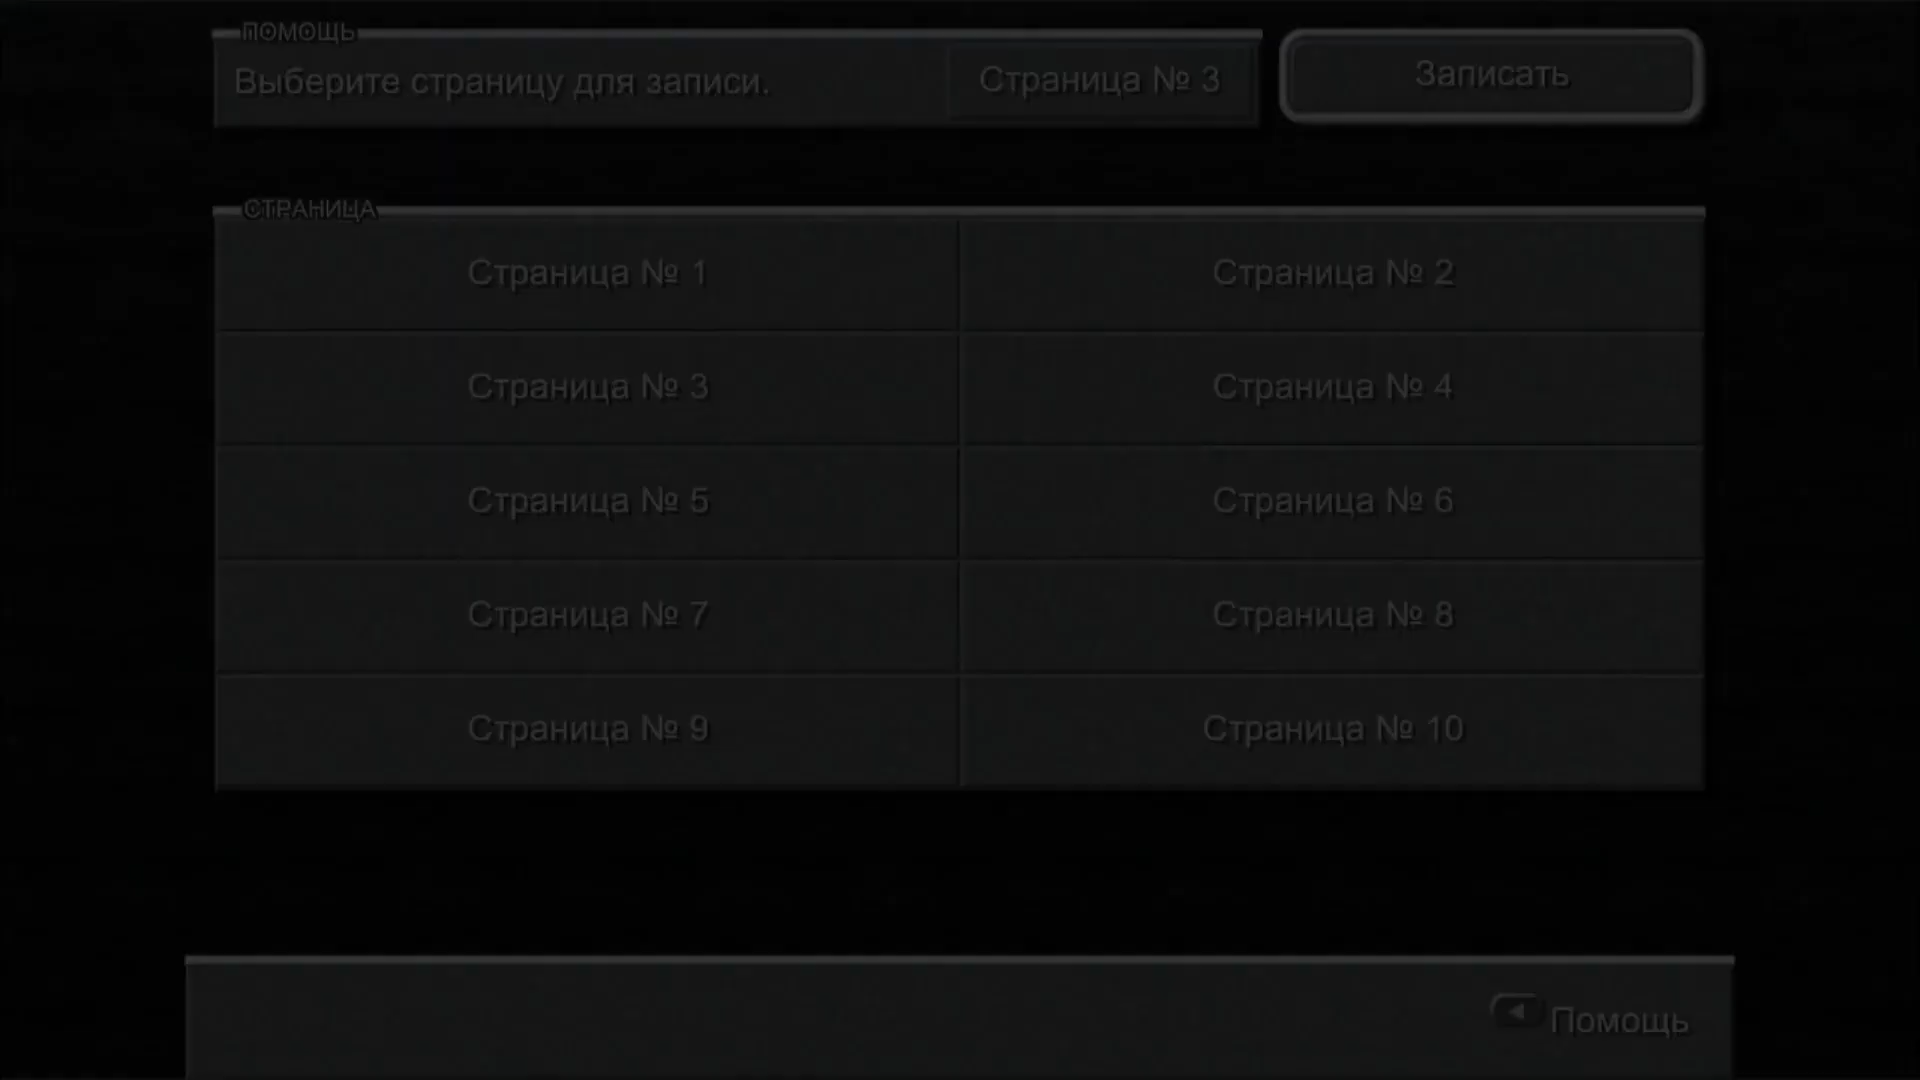 ПОМОЩЬ
Выберите страницу для записи.
Страница № 3
Записать
СТРАНИЦА
Страница № 1
Страница № 2
Страница № 3
Страница № 4
Страница № 5
Страница № 6
Страница № 7
Страница № 8
Страница № 9
Страница № 10
Помощь